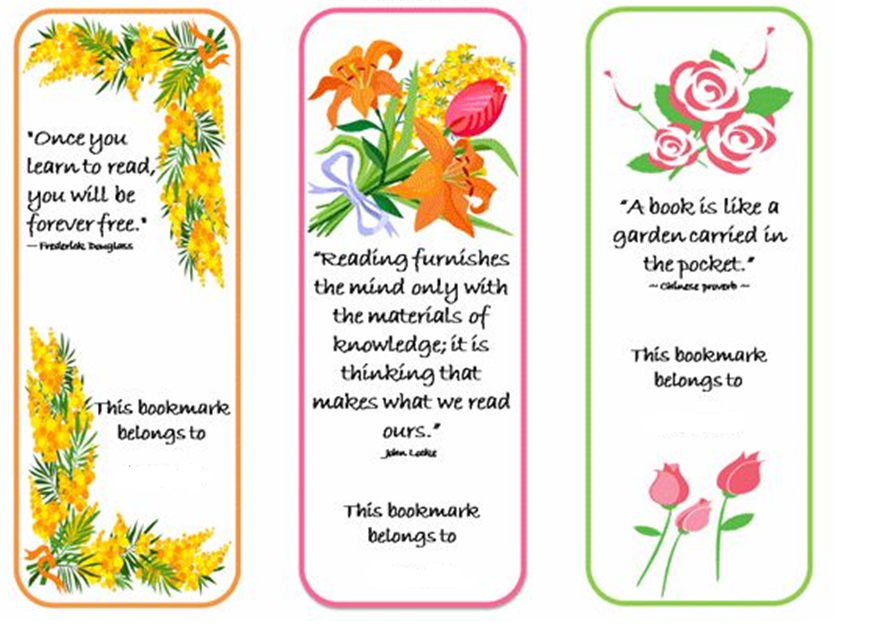 "Once you
learn to read,
you will be
forever free."
— Frederick Douglass
This bookmark
belongs to
"Reading furnishes
the mind only with
the materials of
knowledge; it is
thinking that
makes what we read
ours."
John Locke
This bookmark
belongs to
"A book is like a
garden carried in
the pocket."
~ Chinese proverb ~
This bookmark
belongs to